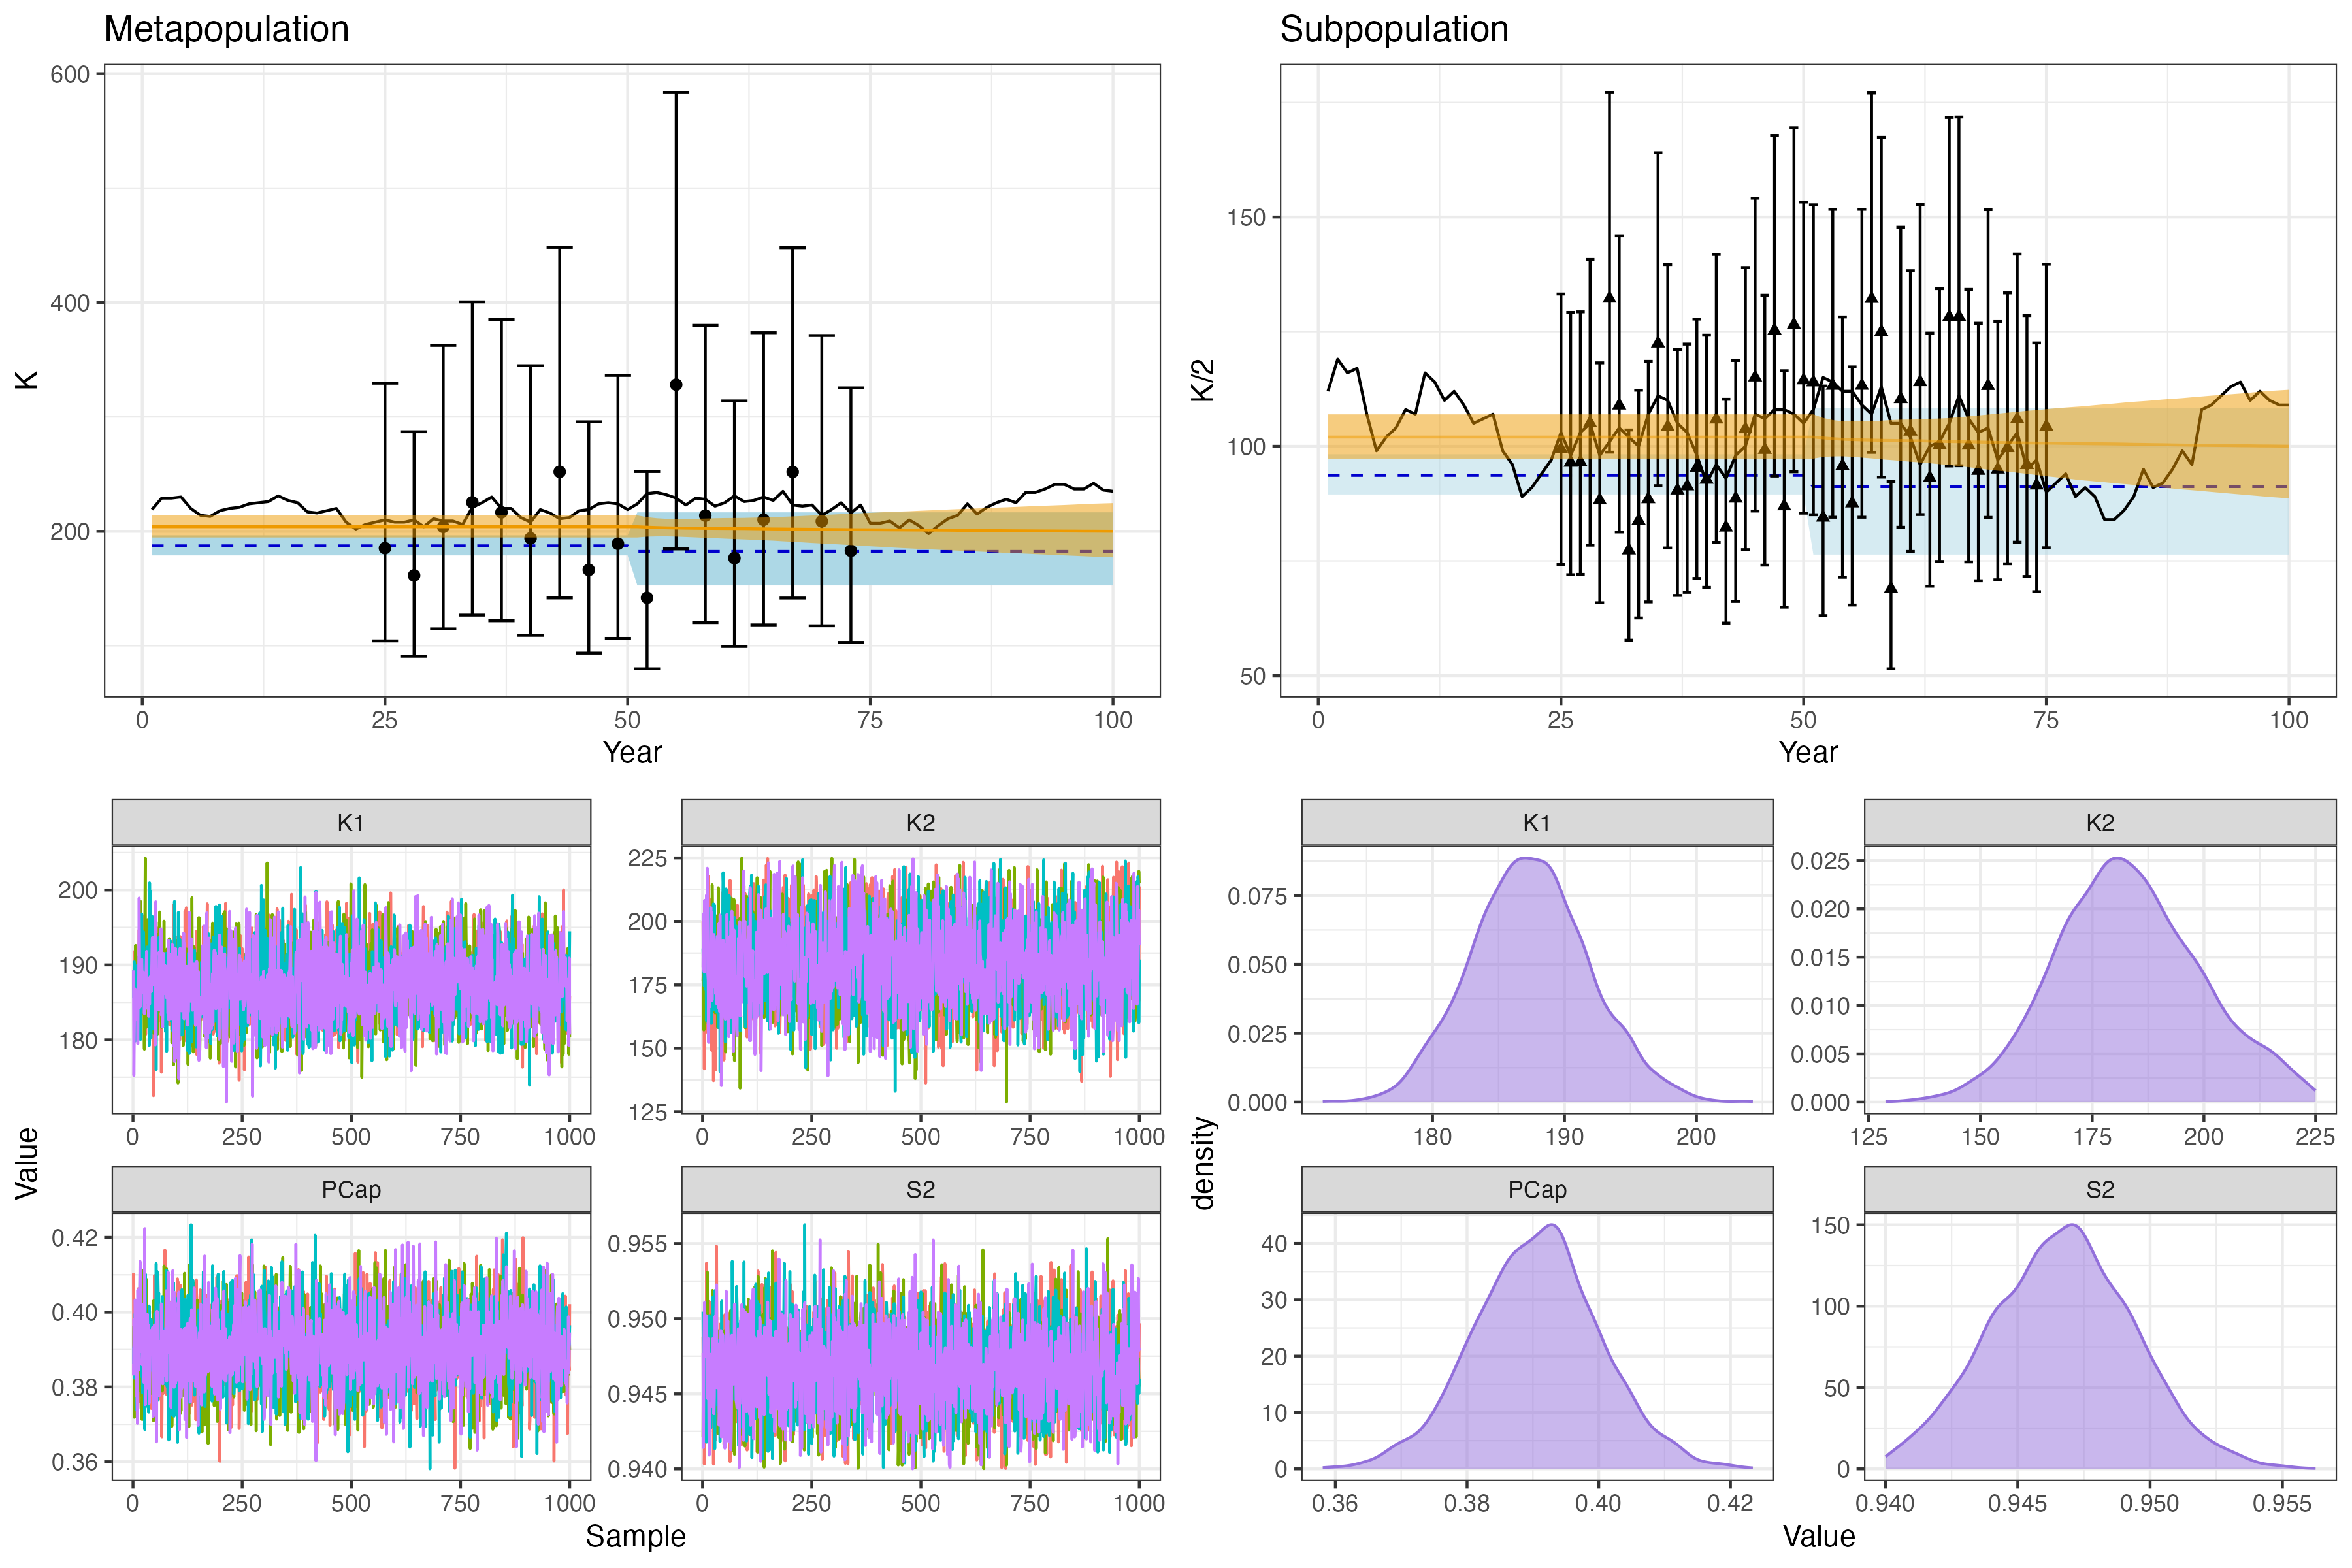 Metapopulation
600
400
200
K
0 25 50 75 100
Year
Subpopulation
150
100
50
K/2
0 25 50 75 100
Year
K1
200
190
180
0 250 500 750 1000
K2
225
200
175
150
125
0 250 500 750 1000
PCap
0.42
0.40
0.38
0.36
0 250 500 750 1000
S2
0.955
0.950
0.945
0.940
0 250 500 750 1000
Value
Sample
K1
0.075
0.050
0.025
0.000
180 190 200
K2
0.025
0.020
0.015
0.010
0.005
0.000
125 150 175 200 225
PCap
40
30
20
10
0
0.36 0.38 0.40 0.42
S2
150
100
50
0
0.940 0.945 0.950 0.955
density
Value